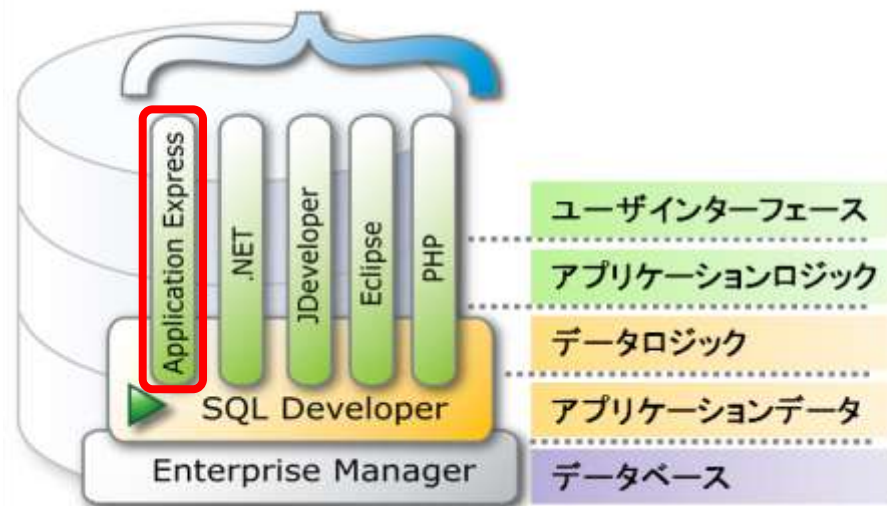 Application Express
.NET
JDeveloper
Eclipse
PHP
SQL Developer
Enterprise Manager
ユーザインターフェース
アプリケーションロジック
データロジック
アプリケーションデータ
データベース